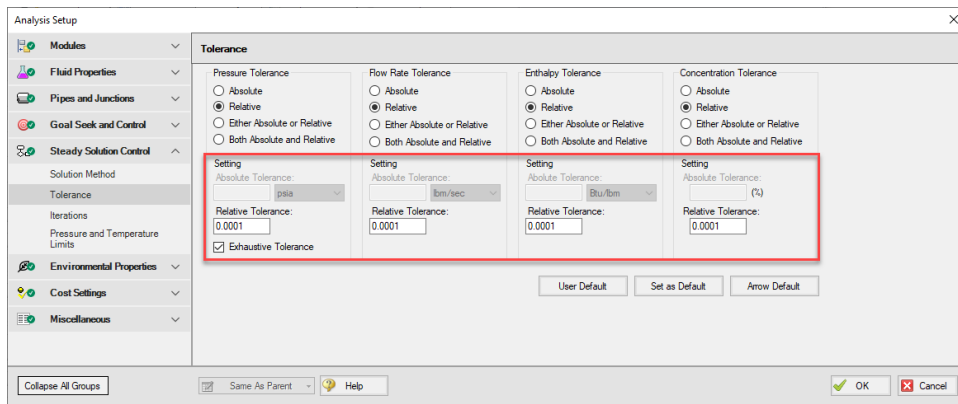 Analysis Setup
Modules
Fluid Properties
Pipes and Junctions
Goal Seek and Control
Steady Solution Control
Solution Method
Tolerance
Iterations
Pressure and Temperature
Limits
Environmental Properties
Cost Settings
Miscellaneous
Collapse All Groups
Tolerance
Pressure Tolerance
Absolute
Relative
Either Absolute or Relative
Both Absolute and Relative
Setting
Absolute Tolerance:
psia
Relative Tolerance:
0.0001
Exhaustive Tolerance
Flow Rate Tolerance
Absolute
Relative
Either Absolute or Relative
Both Absolute and Relative
Setting
Absolute Tolerance:
lbm/sec
Relative Tolerance:
0.0001
Enthalpy Tolerance
Absolute
Relative
Either Absolute or Relative
Both Absolute and Relative
Setting
Abolute Tolerance:
Btu/lbm
Relative Tolerance:
0.0001
Concentration Tolerance
Absolute
Relative
Either Absolute or Relative
Both Absolute and Relative
Setting
Absolute Tolerance:
(%)
Relative Tolerance:
0.0001
User Default
Set as Default
Arrow Default
Same As Parent
Help
OK
Cancel